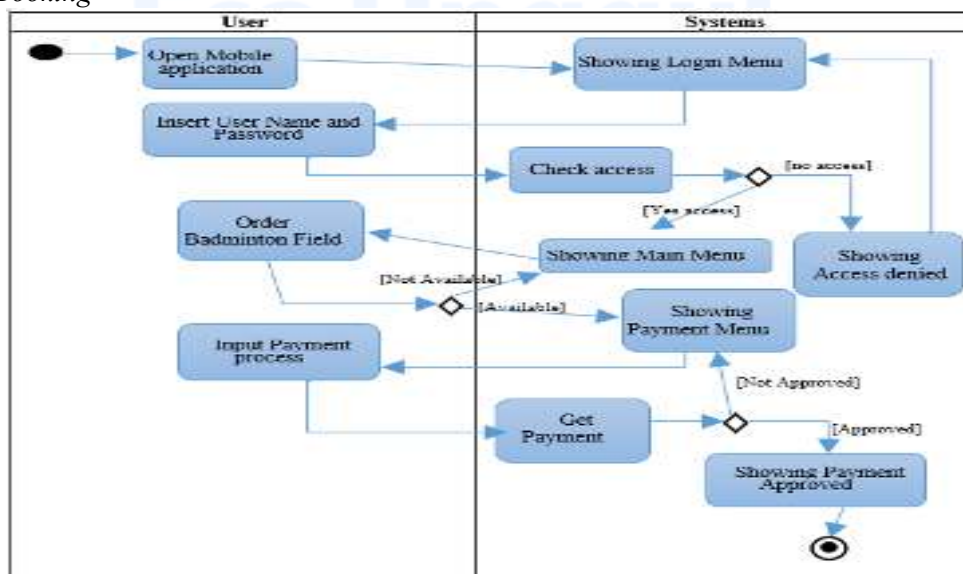 User
Systems
Open Mobile
application
Showing Login Menu
Insert User Name and
Password
Check access
[no access]
[Yes access]
Order
Badminton Field
Showing Main Menu
Showing
Access denied
[Not Available]
[Available]
Showing
Payment Menu
Input Payment
process
[Not Approved]
Get
Payment
[Approved]
Showing Payment
Approved